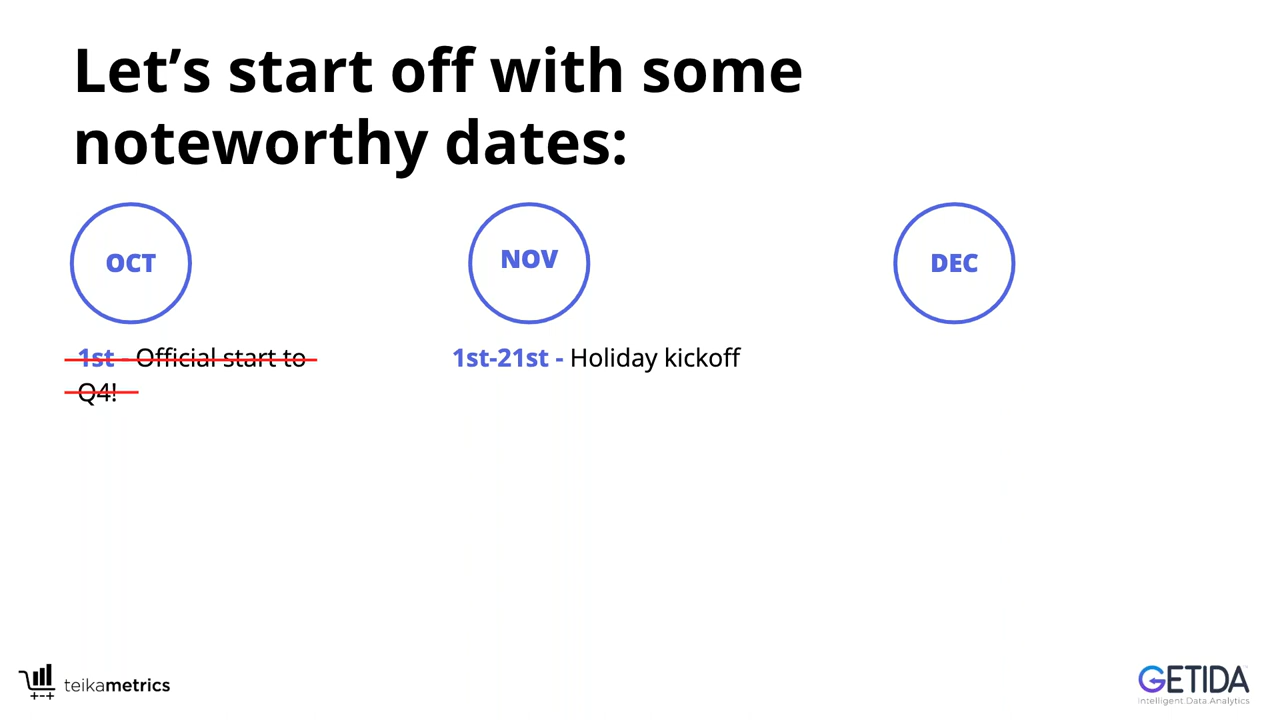 Let’s start off with some
noteworthy dates:
OCT
NOV
DEC
1st - Official start to
Q4!
1st-21st - Holiday kickoff
teikametrics
GETIDA
Intelligent Data Analytics